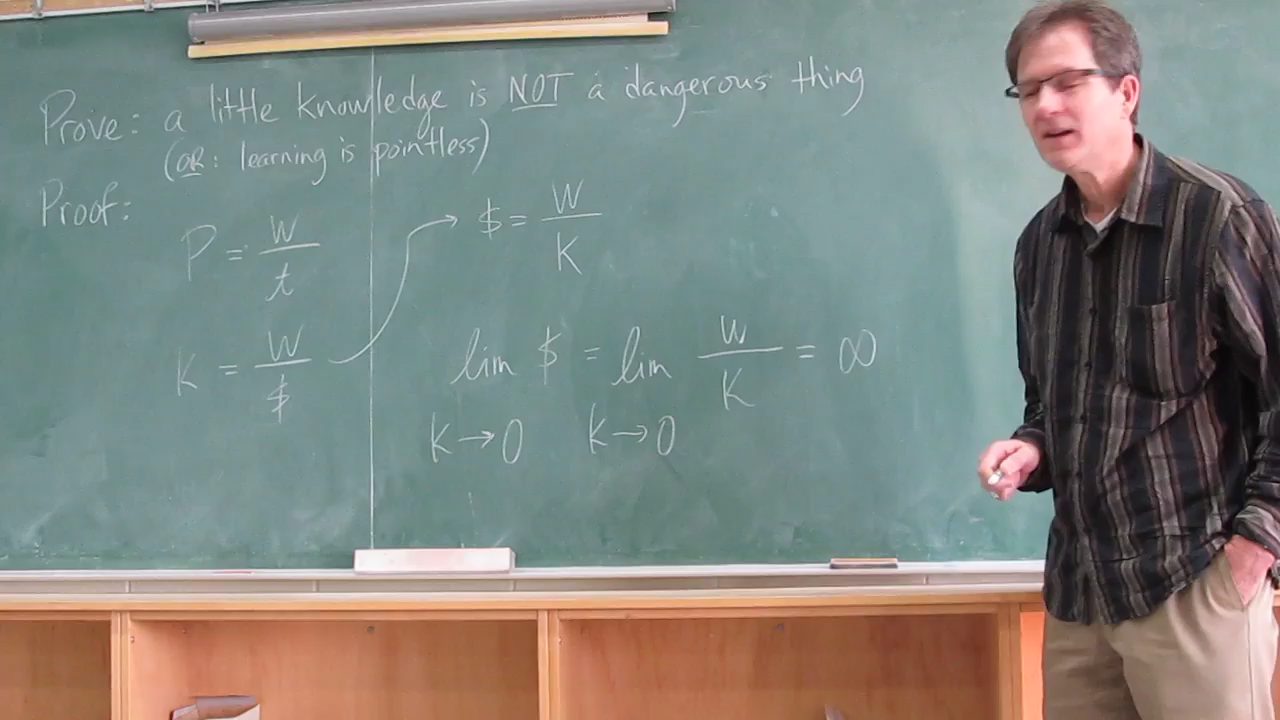 Prove: a little knowledge is NOT a dangerous thing
(OR: learning is pointless)
Proof:
P = W/t
K = W/$ → $ = W/K
lim $ = lim W/K = ∞
K→0 K→0